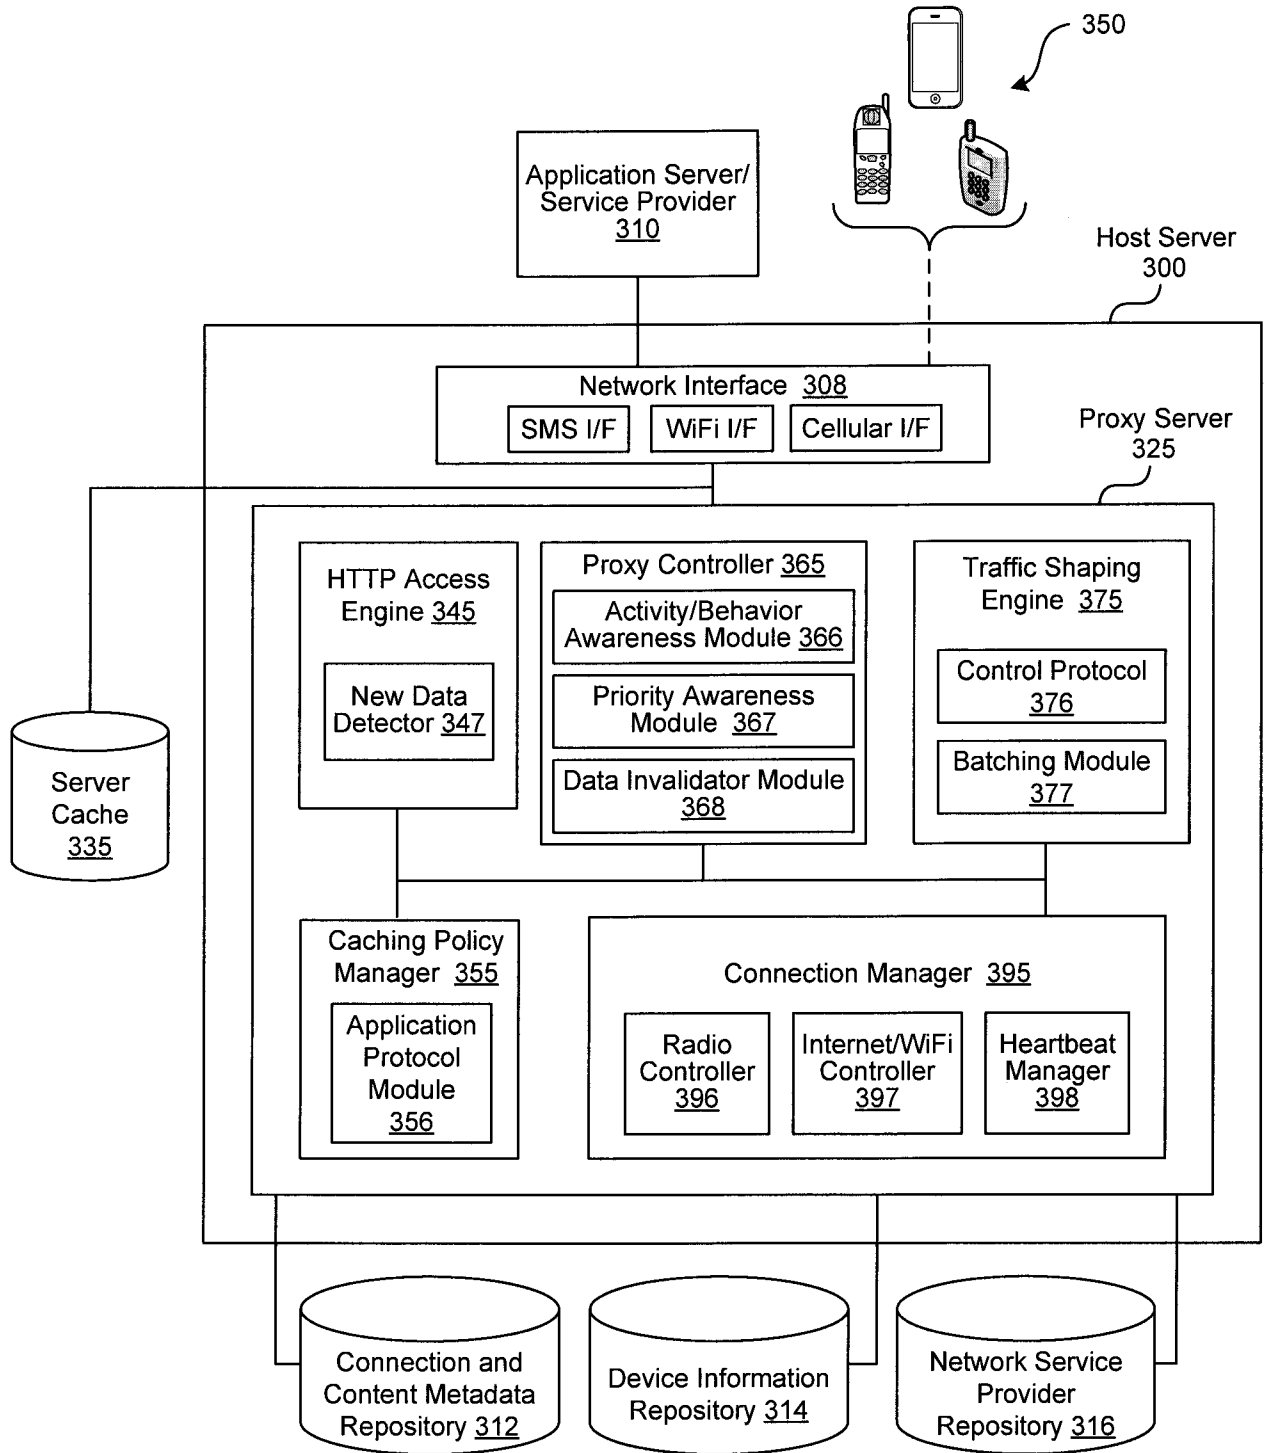 350
Application Server/
Service Provider
310
Host Server
300
Network Interface 308
SMS I/F
WiFi I/F
Cellular I/F
Proxy Server
325
HTTP Access
Engine 345
New Data
Detector 347
Proxy Controller 365
Activity/Behavior
Awareness Module 366
Priority Awareness
Module 367
Data Invalidator Module
368
Traffic Shaping
Engine 375
Control Protocol
376
Batching Module
377
Server
Cache
335
Caching Policy
Manager 355
Application
Protocol
Module
356
Connection Manager 395
Radio
Controller
396
Internet/WiFi
Controller
397
Heartbeat
Manager
398
Connection and
Content Metadata
Repository 312
Device Information
Repository 314
Network Service
Provider
Repository 316